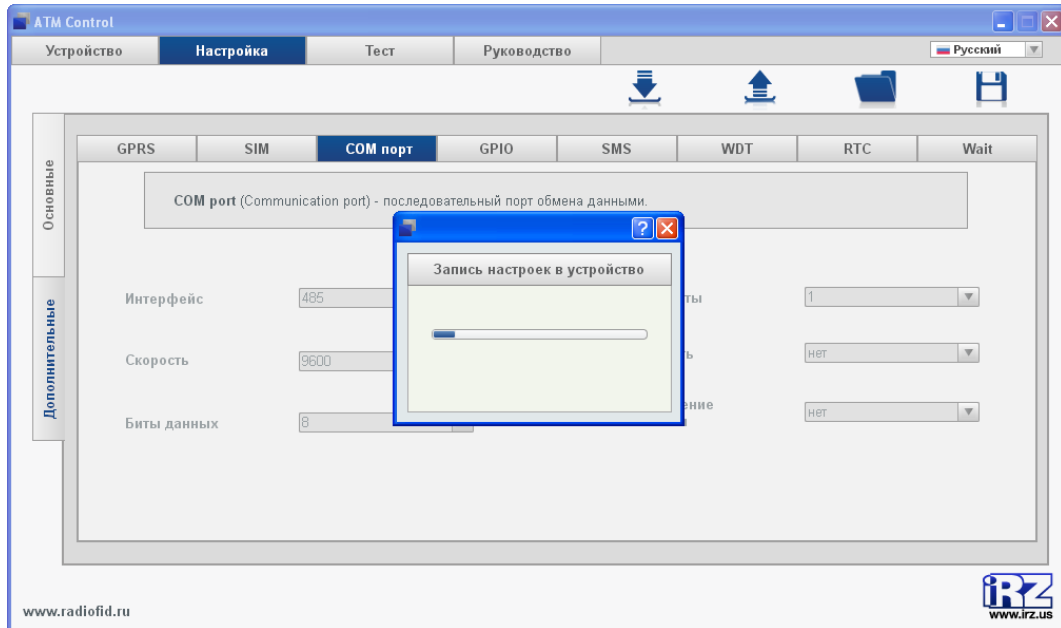 ATM Control
Устройство Настройка Тест Руководство Русский
GPRS SIM COM порт GPIO SMS WDT RTC Wait
Основные
Дополнительные
COM port (Communication port) - последовательный порт обмена данными.
Запись настроек в устройство
Интерфейс 485 1
Скорость 9600 нет
Биты данных 8 нет
www.radiofid.ru
iRZ
www.irz.us